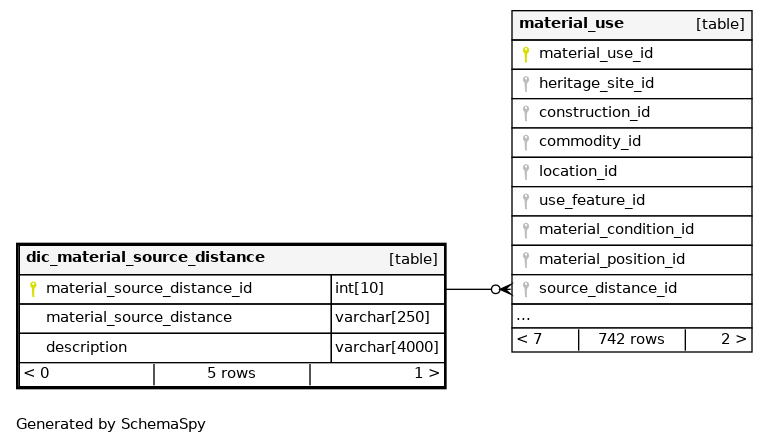 material_use [table]
material_use_id
heritage_site_id
construction_id
commodity_id
location_id
use_feature_id
material_condition_id
material_position_id
source_distance_id
...
< 7 742 rows 2 >
dic_material_source_distance [table]
material_source_distance_id int[10]
material_source_distance varchar[250]
description varchar[4000]
< 0 5 rows 1 >
Generated by SchemaSpy